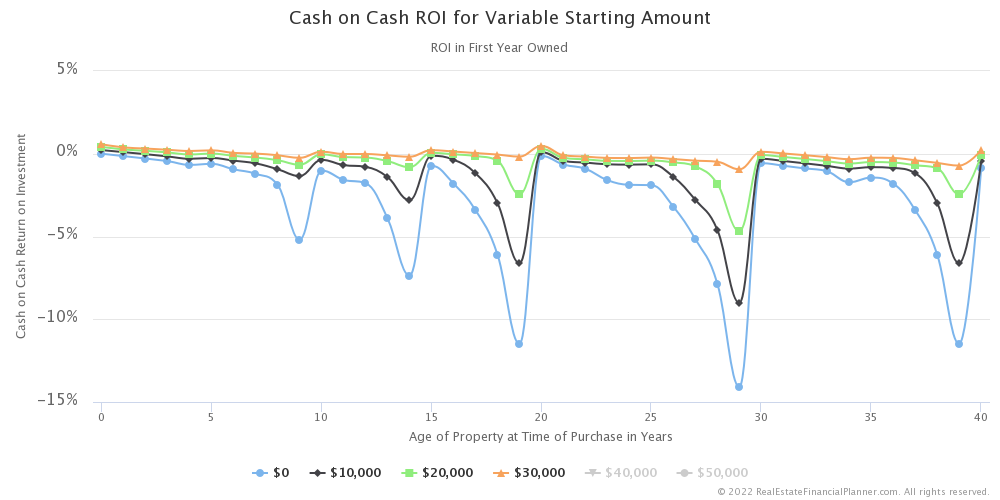 Cash on Cash ROI for Variable Starting Amount
ROI in First Year Owned
Cash on Cash Return on Investment
5%
0%
−5%
−10%
−15%
0 5 10 15 20 25 30 35 40
Age of Property at Time of Purchase in Years
$0 $10,000 $20,000 $30,000 $40,000 $50,000
© 2022 RealEstateFinancialPlanner.com. All rights reserved.